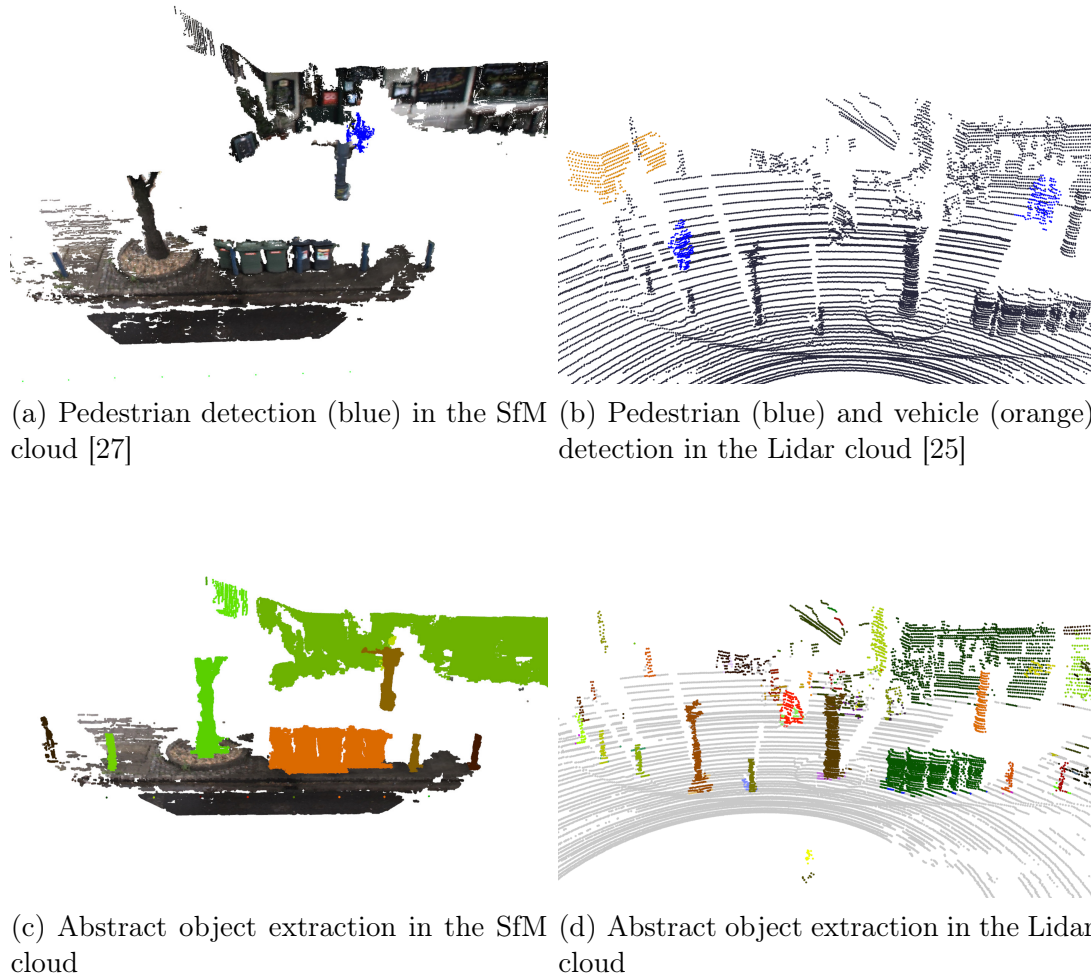 (a) Pedestrian detection (blue) in the SfM
cloud [27]
(b) Pedestrian (blue) and vehicle (orange)
detection in the Lidar cloud [25]
(c) Abstract object extraction in the SfM
cloud
(d) Abstract object extraction in the Lidar
cloud